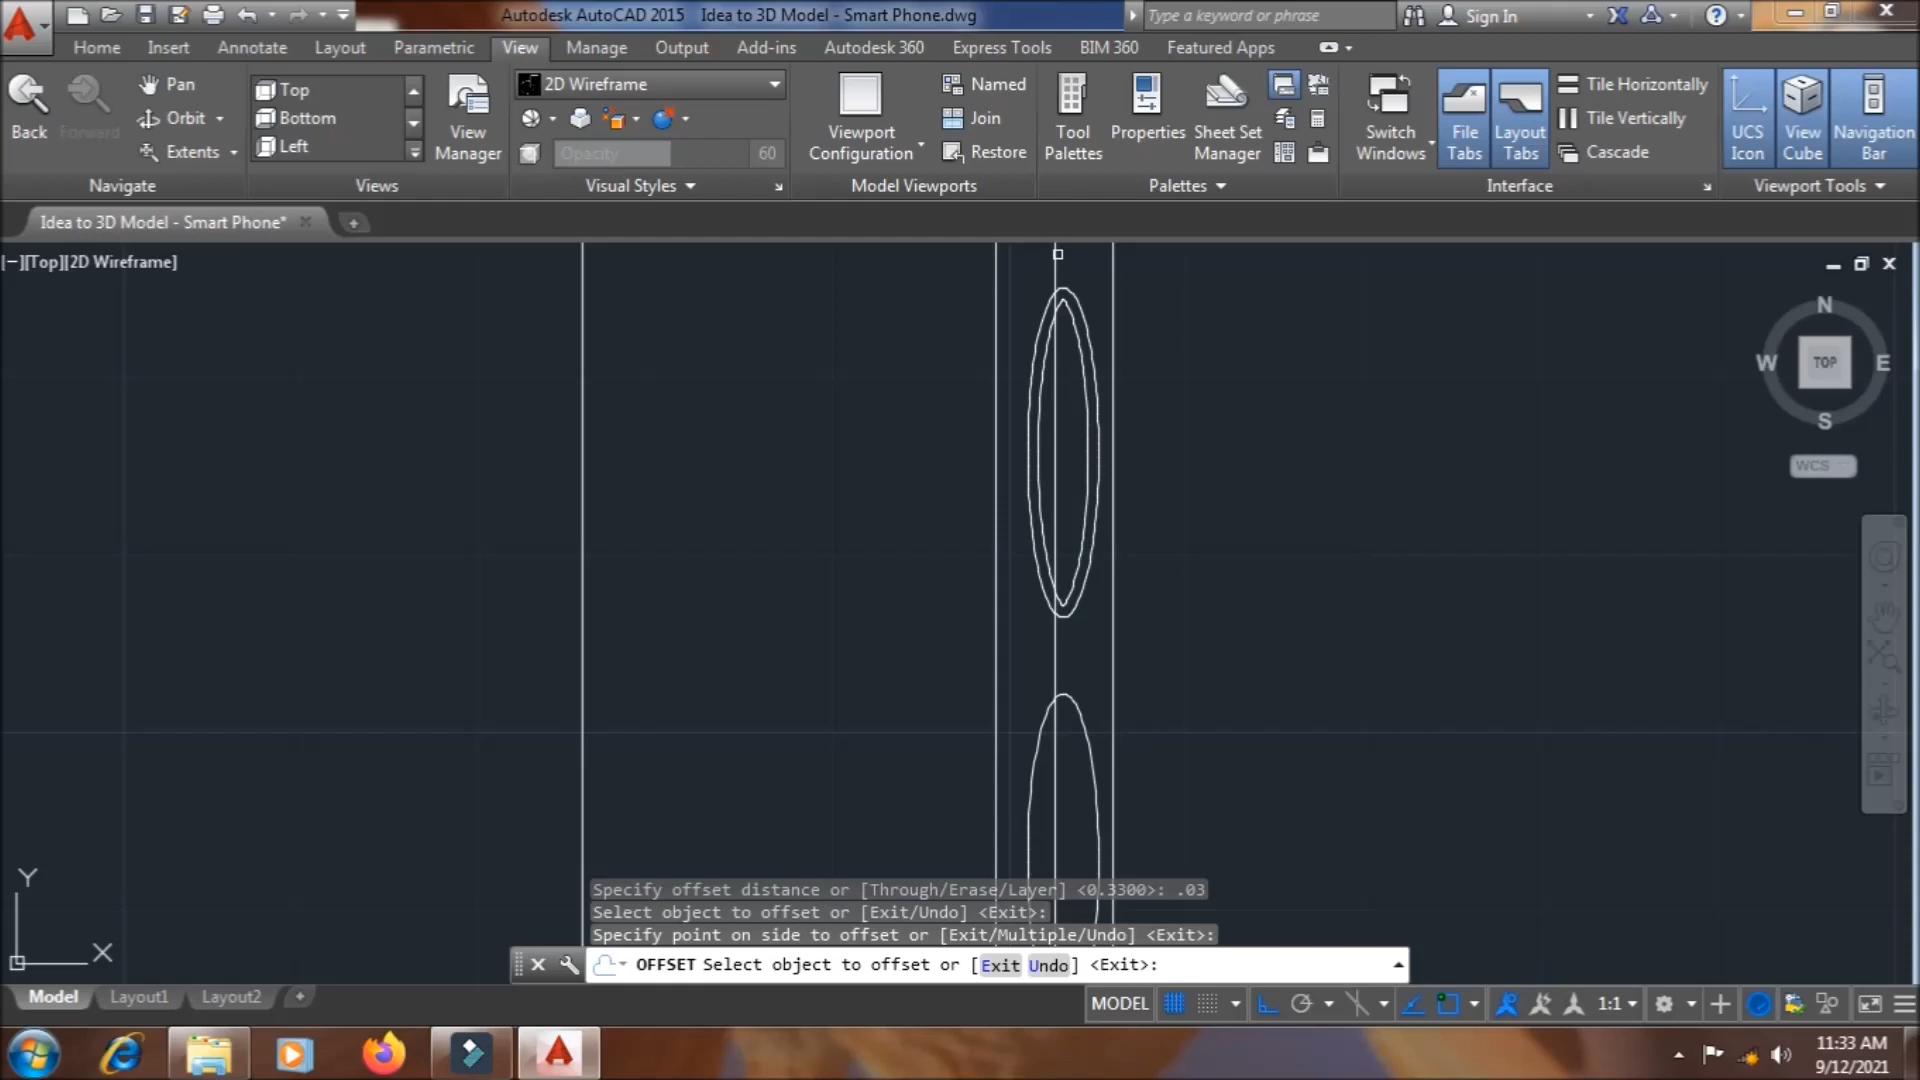 Autodesk AutoCAD 2015 Idea to 3D Model - Smart Phone.dwg
Type a keyword or phrase
Sign In
Home Insert Annotate Layout Parametric View Manage Output Add-ins Autodesk 360 Express Tools BIM 360 Featured Apps
Back
Forward
Pan
Orbit
Extents
Navigate
Top
Bottom
Left
View
Manager
Views
2D Wireframe
Opacity 60
Visual Styles
Viewport
Configuration
Named
Join
Restore
Model Viewports
Tool
Palettes
Properties
Sheet Set
Manager
Palettes
Switch
Windows
File
Tabs
Layout
Tabs
Tile Horizontally
Tile Vertically
Cascade
Interface
UCS
Icon
View
Cube
Navigation
Bar
Viewport Tools
Idea to 3D Model - Smart Phone*
[−][Top][2D Wireframe]
N
W TOP E
S
WCS
Y
X
Specify offset distance or [Through/Erase/Layer] <0.3300>: .03
Select object to offset or [Exit/Undo] <Exit>:
Specify point on side to offset or [Exit/Multiple/Undo] <Exit>:
OFFSET Select object to offset or [Exit Undo] <Exit>:
Model Layout1 Layout2
MODEL 1:1
11:33 AM
9/12/2021